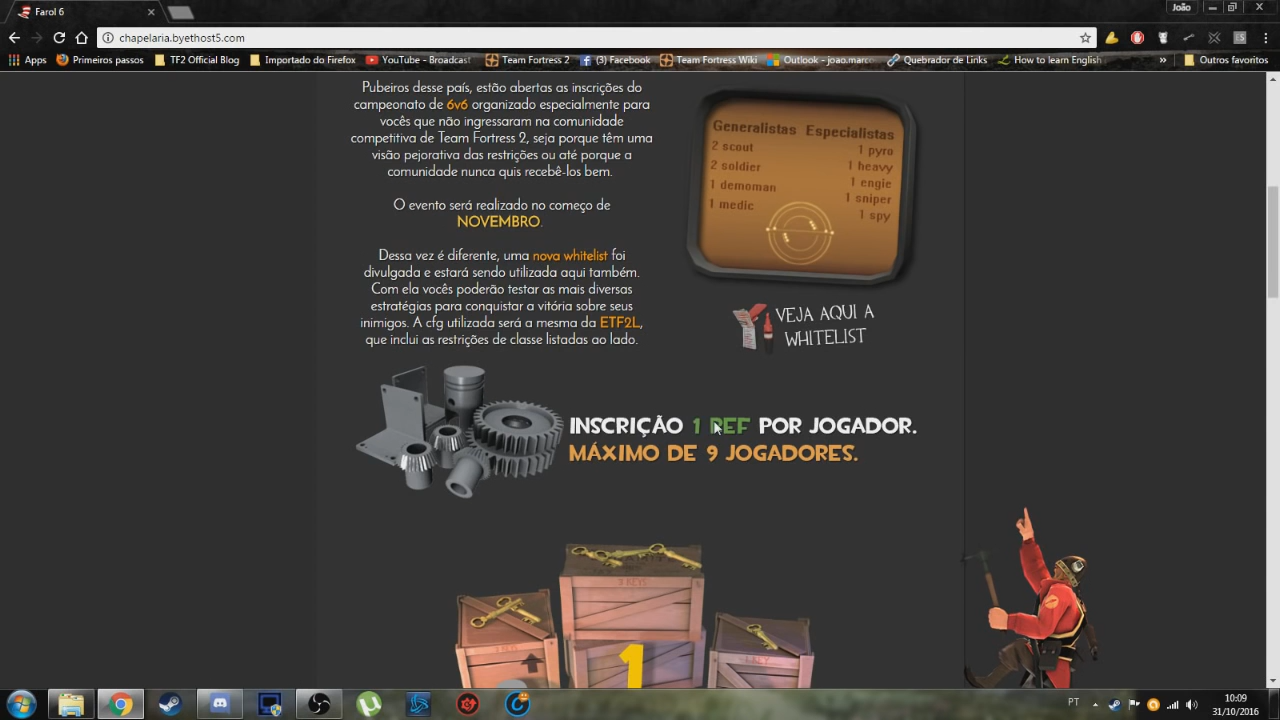 Farol 6
João
chapelaria.byethost5.com
Apps
Primeiros passos
TF2 Official Blog
Importado do Firefox
YouTube - Broadcast
Team Fortress 2
(3) Facebook
Team Fortress Wiki
Outlook - joao.marc
Quebrador de Links
How to learn English
»
Outros favoritos
Pubeiros desse país, estão abertas as inscrições do
campeonato de 6v6 organizado especialmente para
vocês que não ingressaram na comunidade
competitiva de Team Fortress 2, seja porque têm uma
visão pejorativa das restrições ou até porque a
comunidade nunca quis recebê-los bem.
O evento será realizado no começo de
NOVEMBRO.
Dessa vez é diferente, uma nova whitelist foi
divulgada e estará sendo utilizada aqui também.
Com ela vocês poderão testar as mais diversas
estratégias para conquistar a vitória sobre seus
inimigos. A cfg utilizada será a mesma da ETF2L,
que inclui as restrições de classe listadas ao lado.
Generalistas Especialistas
2 scout 1 pyro
2 soldier 1 heavy
1 demoman 1 engie
1 medic 1 sniper
1 spy
VEJA AQUI A
WHITELIST
INSCRIÇÃO 1 REF POR JOGADOR.
MÁXIMO DE 9 JOGADORES.
3 KEYS
1
PT
10:09
31/10/2016